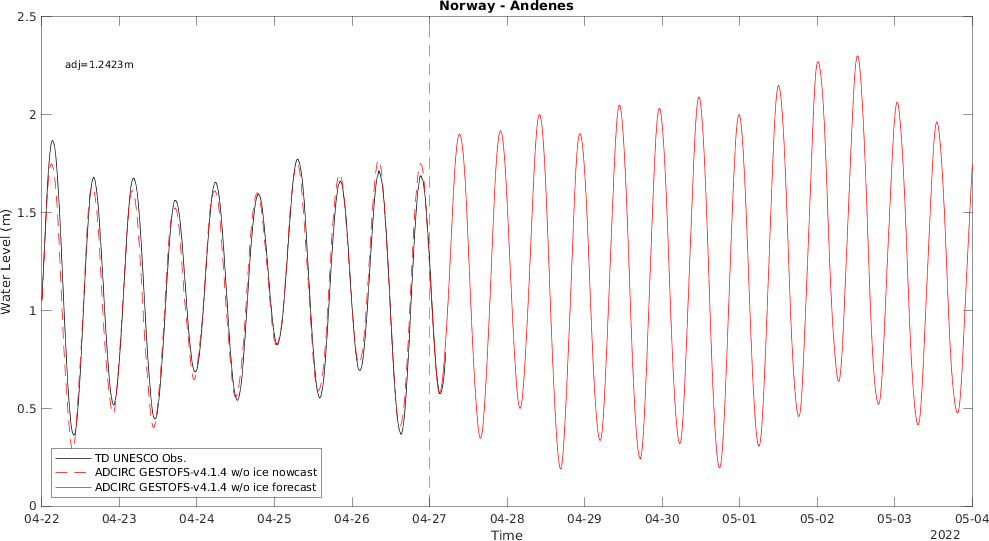 Norway - Andenes
2.5
adj=1.2423m
2
1.5
Water Level (m)
1
0.5
TD UNESCO Obs.
ADCIRC GESTOFS-v4.1.4 w/o ice nowcast
ADCIRC GESTOFS-v4.1.4 w/o ice forecast
0
04-22 04-23 04-24 04-25 04-26 04-27 04-28 04-29 04-30 05-01 05-02 05-03 05-04
Time
2022